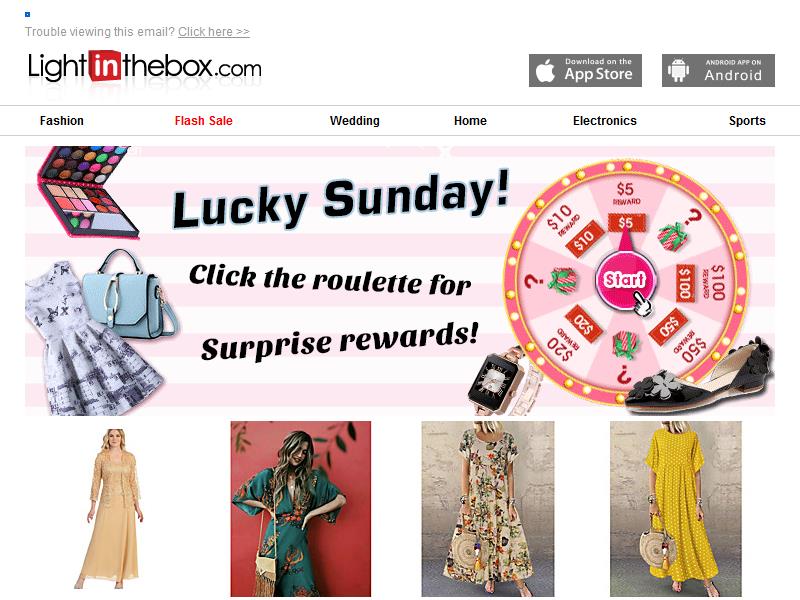 Trouble viewing this email? Click here >>
Lightinthebox.com
Download on the
App Store
ANDROID APP ON
Android
Fashion
Flash Sale
Wedding
Home
Electronics
Sports
Lucky Sunday!
Click the roulette for
Surprise rewards!
$5
REWARD
$5
?
$100
REWARD
$100
$50
REWARD
$50
?
$20
REWARD
$20
?
$10
REWARD
$10
Start